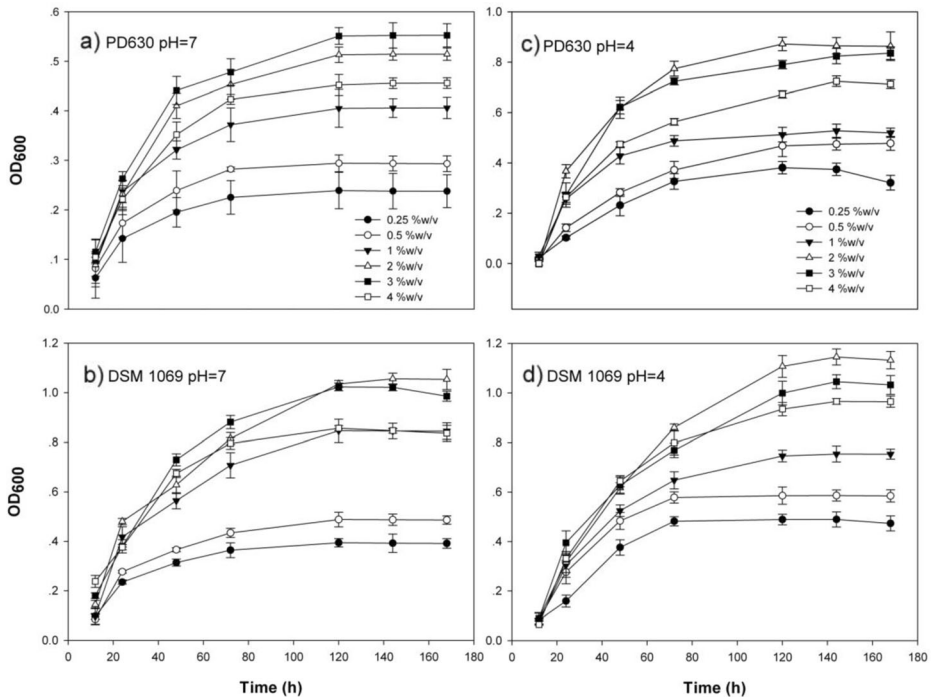 a) PD630 pH=7
OD600
.6
.5
.4
.3
.2
.1
.0
0.25 %w/v
0.5 %w/v
1 %w/v
2 %w/v
3 %w/v
4 %w/v
c) PD630 pH=4
1.0
.8
.6
.4
.2
0.0
0.25 %w/v
0.5 %w/v
1 %w/v
2 %w/v
3 %w/v
4 %w/v
b) DSM 1069 pH=7
OD600
1.2
1.0
.8
.6
.4
.2
0.0
0 20 40 60 80 100 120 140 160 180
Time (h)
d) DSM 1069 pH=4
1.2
1.0
.8
.6
.4
.2
0.0
0 20 40 60 80 100 120 140 160 180
Time (h)